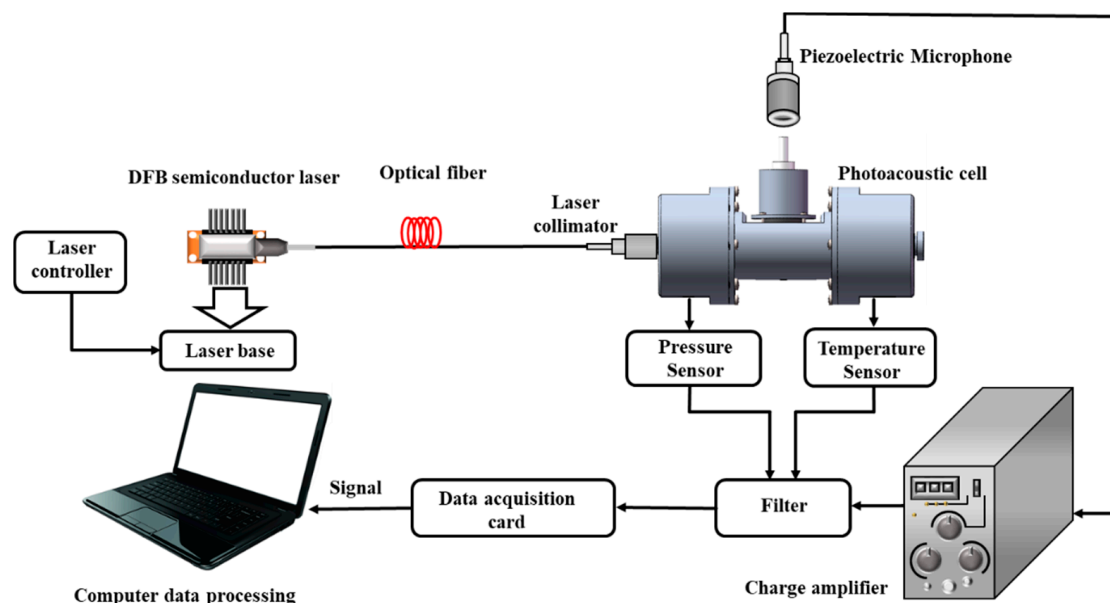 Piezoelectric Microphone
DFB semiconductor laser
Optical fiber
Photoacoustic cell
Laser
collimator
Laser
controller
Laser base
Pressure
Sensor
Temperature
Sensor
Signal
Data acquisition
card
Filter
Charge amplifier
Computer data processing